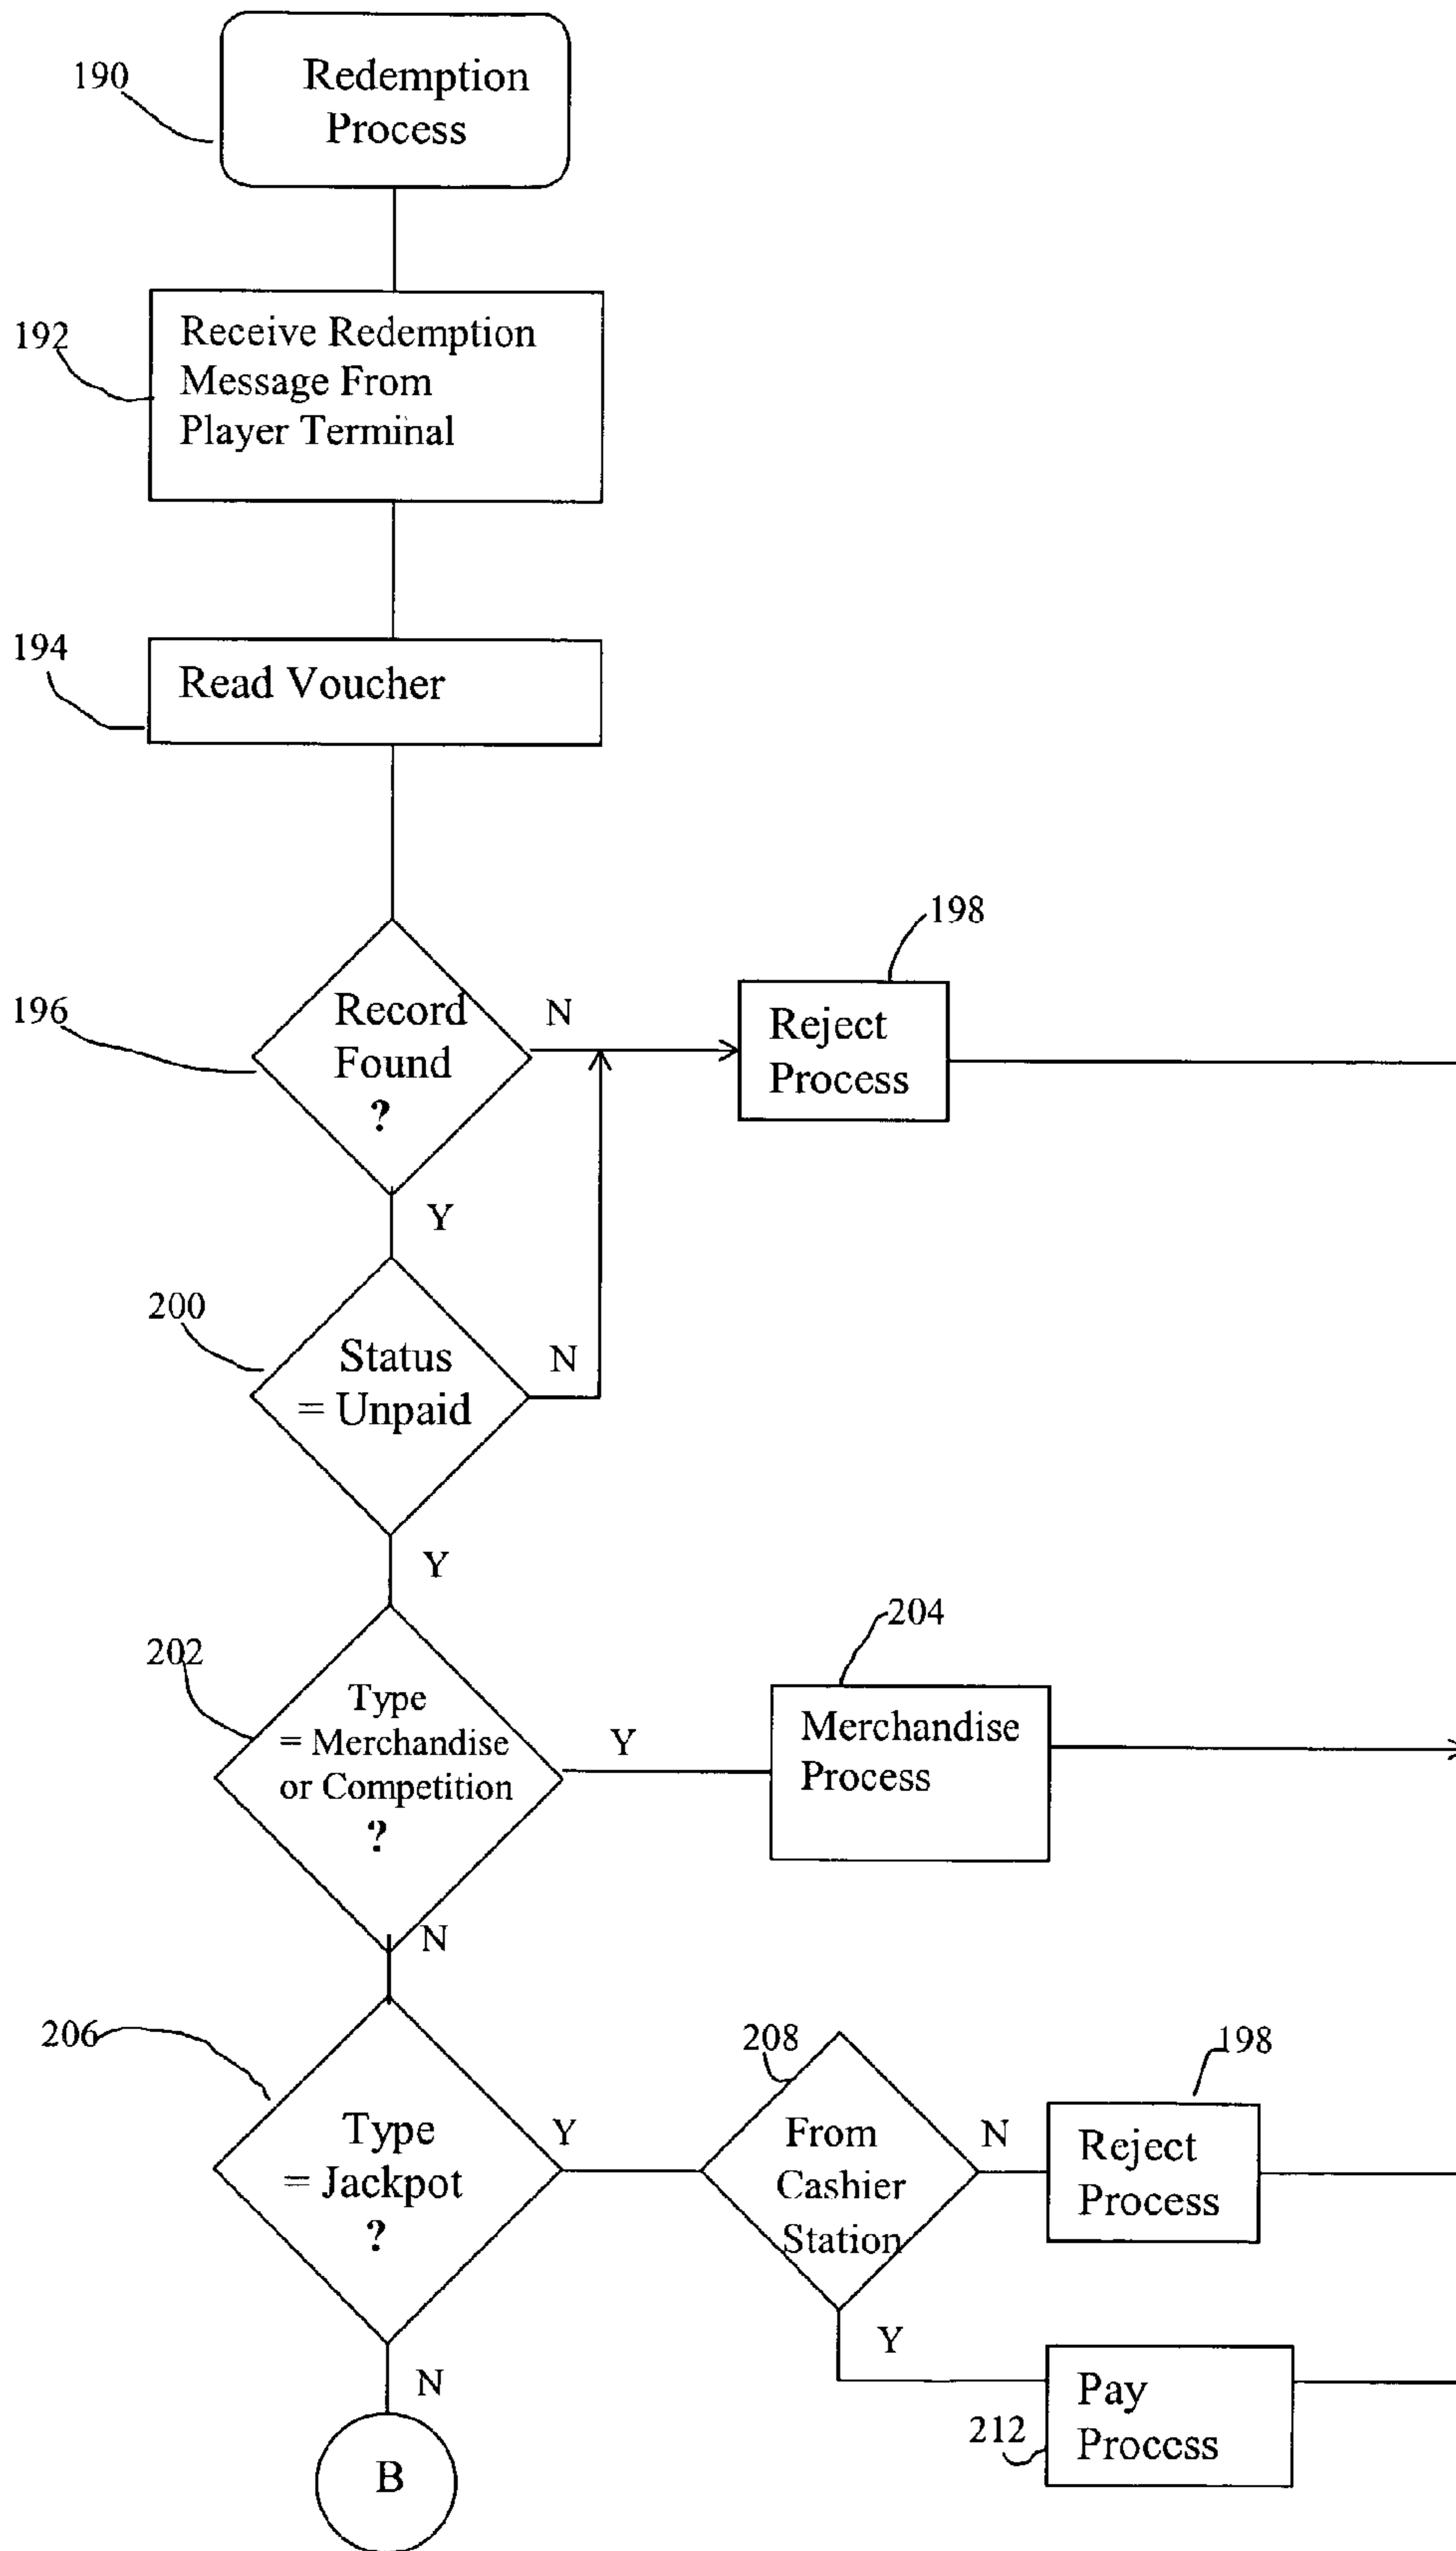 190
Redemption
Process
192
Receive Redemption
Message From
Player Terminal
194
Read Voucher
196
Record
Found
?
N
198
Reject
Process
Y
200
Status
= Unpaid
N
Y
202
Type
= Merchandise
or Competition
?
Y
204
Merchandise
Process
N
206
Type
= Jackpot
?
Y
208
From
Cashier
Station
N
198
Reject
Process
Y
212
Pay
Process
N
B